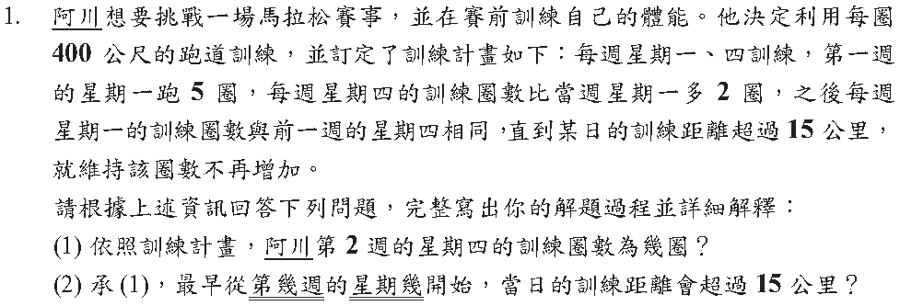 1. 阿川想要挑戰一場馬拉松賽事，並在賽前訓練自己的體能。他決定利用每圈
400 公尺的跑道訓練，並訂定了訓練計畫如下：每週星期一、四訓練，第一週
的星期一跑 5 圈，每週星期四的訓練圈數比當週星期一多 2 圈，之後每週
星期一的訓練圈數與前一週的星期四相同，直到某日的訓練距離超過 15 公里，
就維持該圈數不再增加。
請根據上述資訊回答下列問題，完整寫出你的解題過程並詳細解釋：
(1) 依照訓練計畫，阿川第 2 週的星期四的訓練圈數為幾圈？
(2) 承 (1)，最早從第幾週的星期幾開始，當日的訓練距離會超過 15 公里？